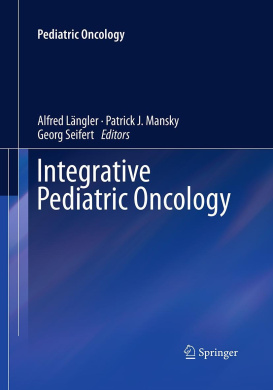 Pediatric Oncology
Alfred Längler · Patrick J. Mansky
Georg Seifert Editors
Integrative
Pediatric Oncology
Springer